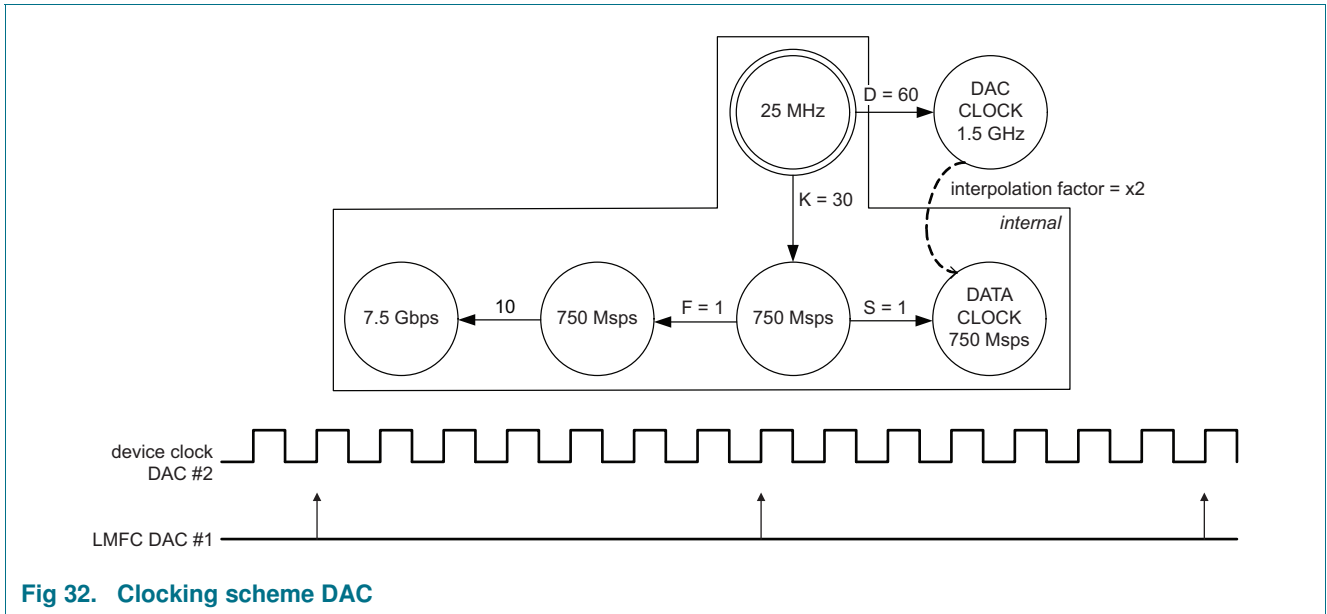 25 MHz
D = 60
DAC
CLOCK
1.5 GHz
interpolation factor = x2
K = 30
internal
7.5 Gbps
10
750 Msps
F = 1
750 Msps
S = 1
DATA
CLOCK
750 Msps
device clock
DAC #2
LMFC DAC #1
Fig 32. Clocking scheme DAC